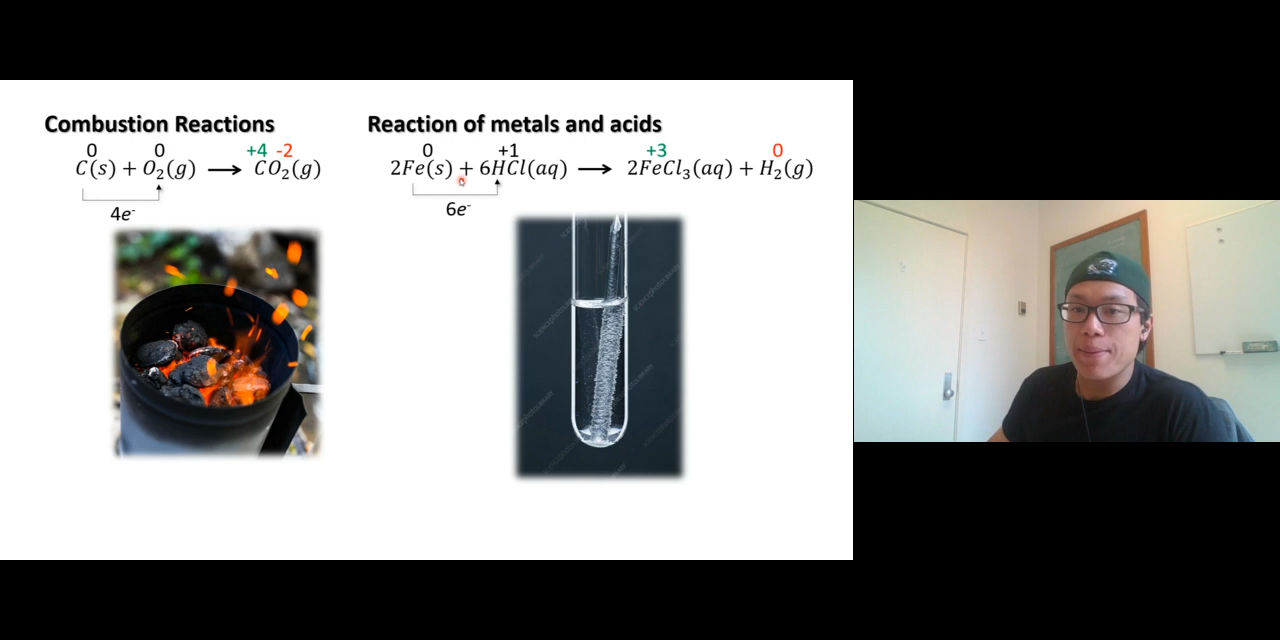 Combustion Reactions
0 0 +4 -2
C(s) + O₂(g) ⟶ CO₂(g)
4e⁻
Reaction of metals and acids
0 +1 +3 0
2Fe(s) + 6HCl(aq) ⟶ 2FeCl₃(aq) + H₂(g)
6e⁻